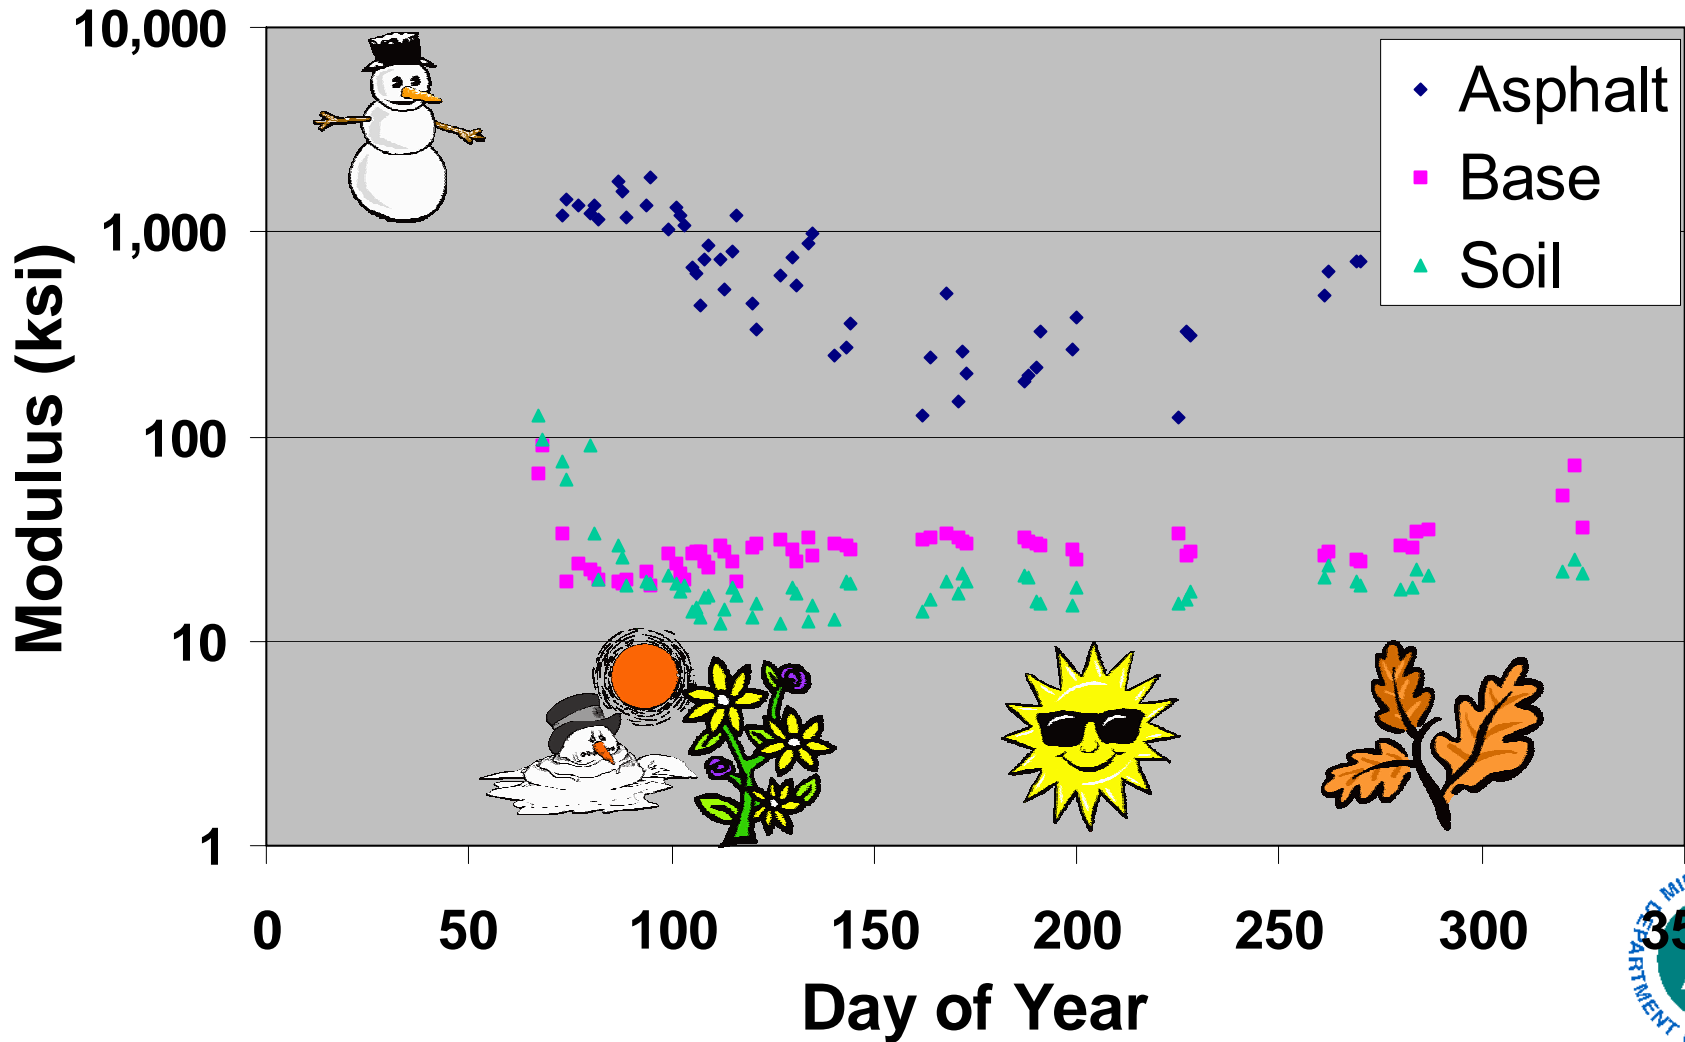 10,000
1,000
100
10
1
Modulus (ksi)
Asphalt
Base
Soil
0 50 100 150 200 250 300
Day of Year
DEPARTMENT